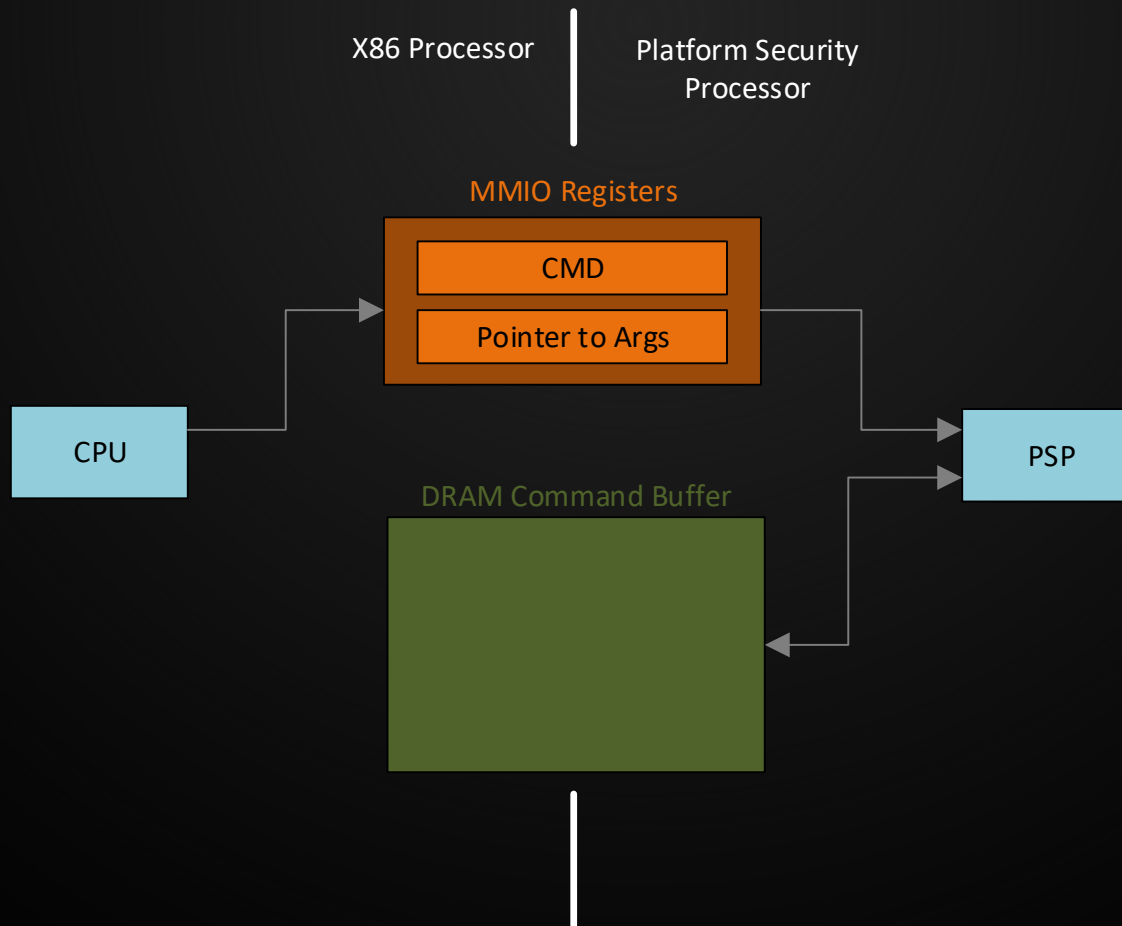 X86 Processor
Platform Security
Processor
MMIO Registers
CMD
Pointer to Args
CPU
PSP
DRAM Command Buffer